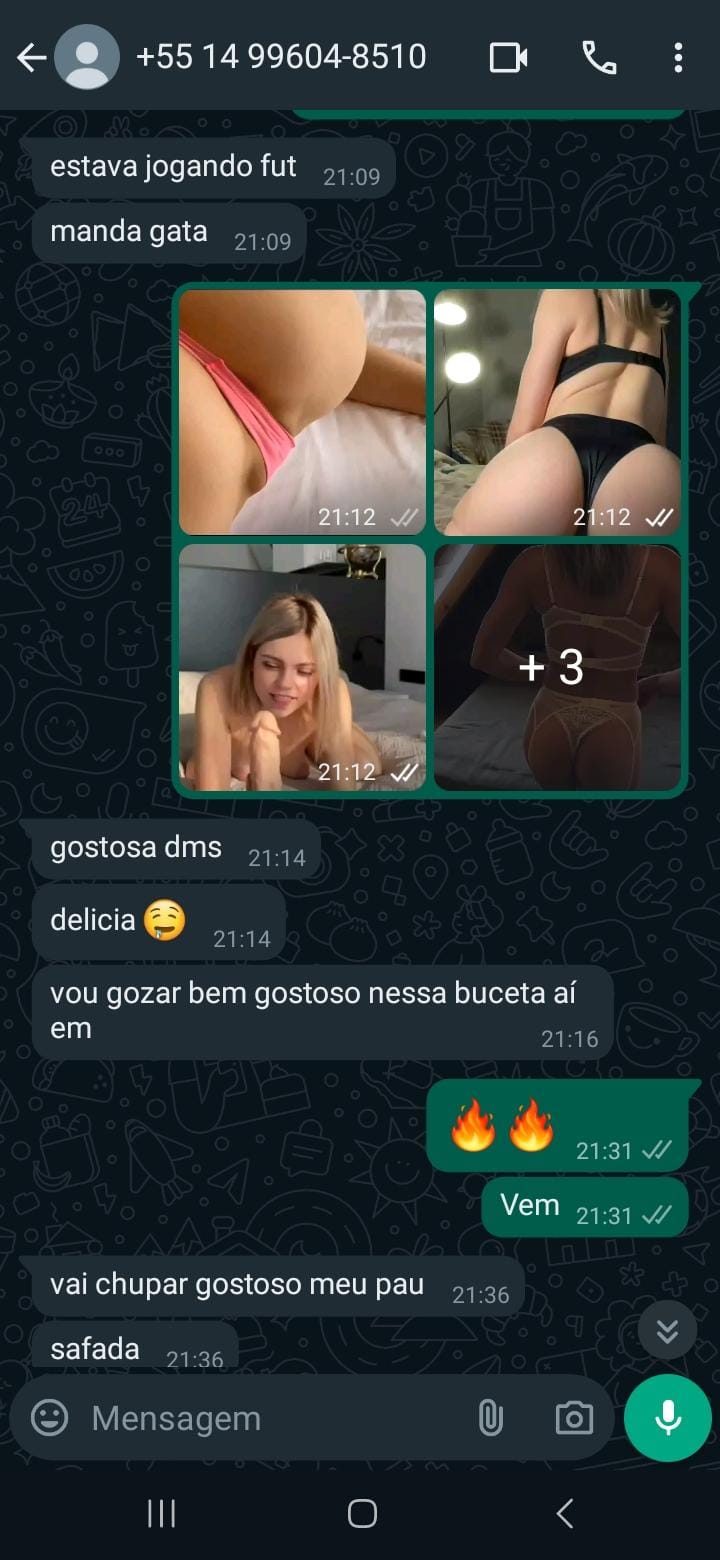 +55 14 99604-8510
estava jogando fut 21:09
manda gata 21:09
21:12
21:12
21:12
+ 3
gostosa dms 21:14
delicia 🤤 21:14
vou gozar bem gostoso nessa buceta aí
em 21:16
🔥🔥 21:31
Vem 21:31
vai chupar gostoso meu pau 21:36
safada 21:36
Mensagem